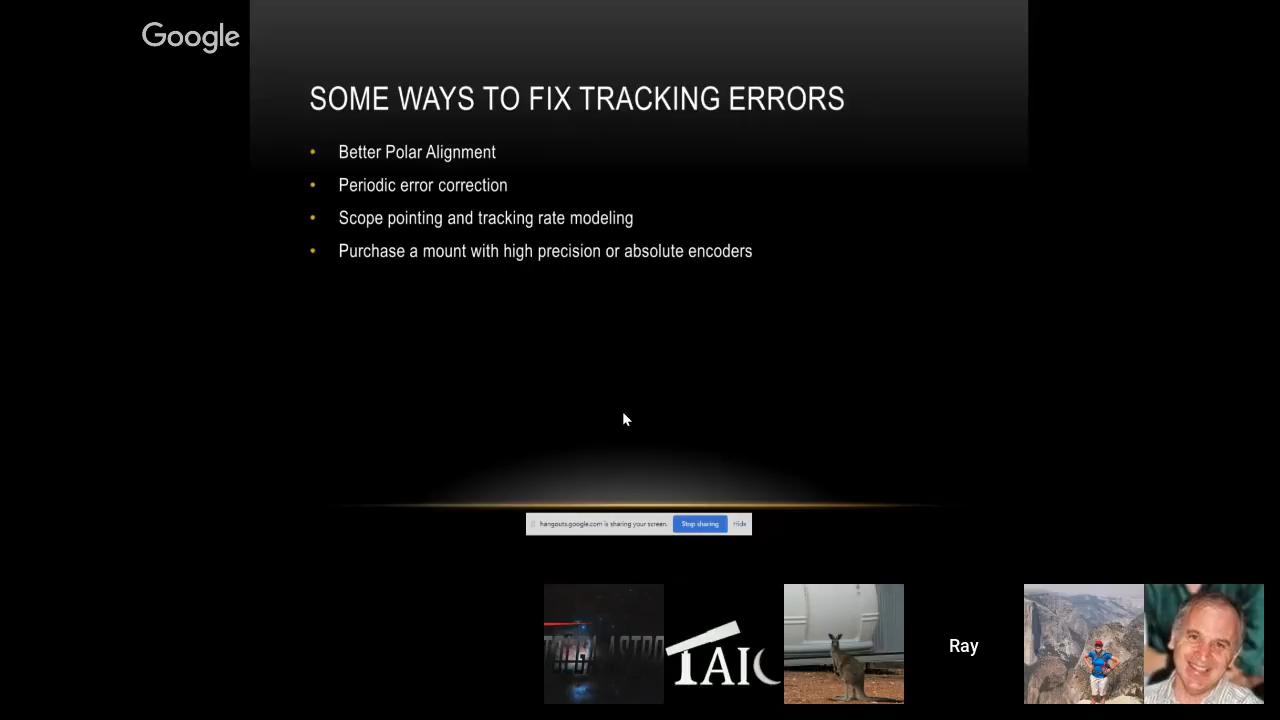 Google
SOME WAYS TO FIX TRACKING ERRORS
• Better Polar Alignment
• Periodic error correction
• Scope pointing and tracking rate modeling
• Purchase a mount with high precision or absolute encoders
hangouts.google.com is sharing your screen. Stop sharing Hide
TAIC
Ray